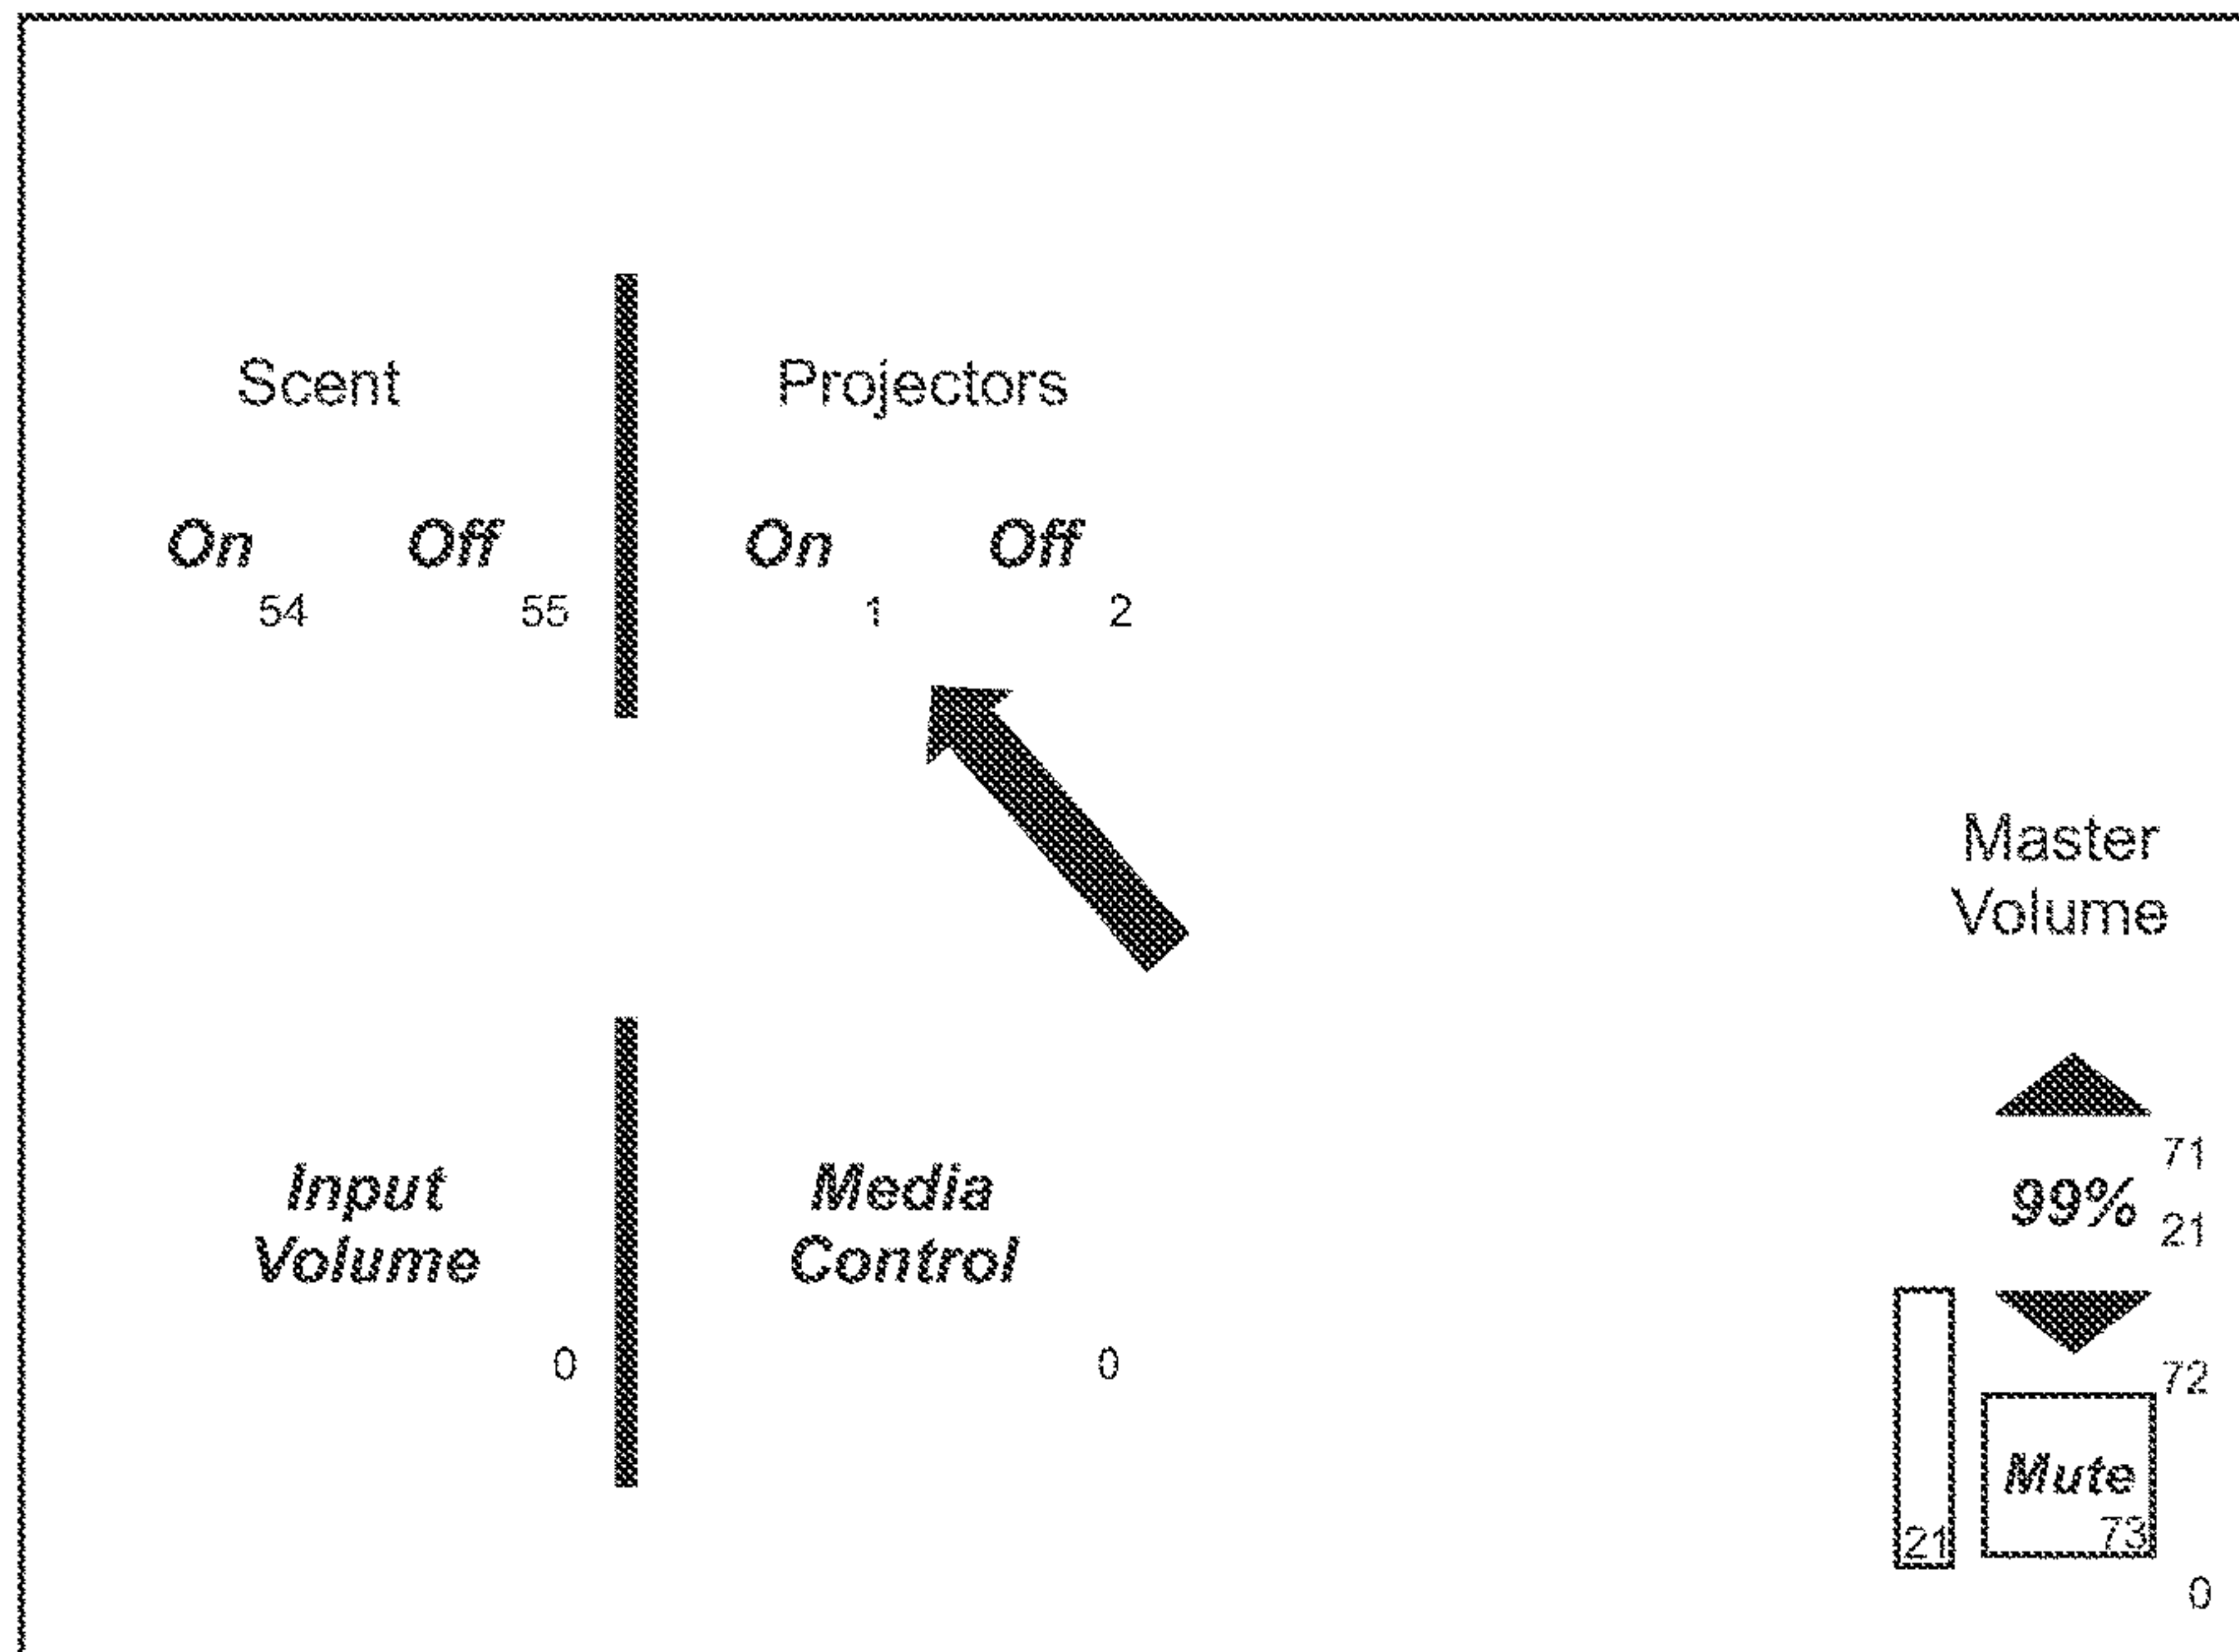 Scent
Projectors
On Off
54 55
On Off
1 2
Master
Volume
71
99%
21
72
Input
Volume
0
Media
Control
0
Mute
73
21
0